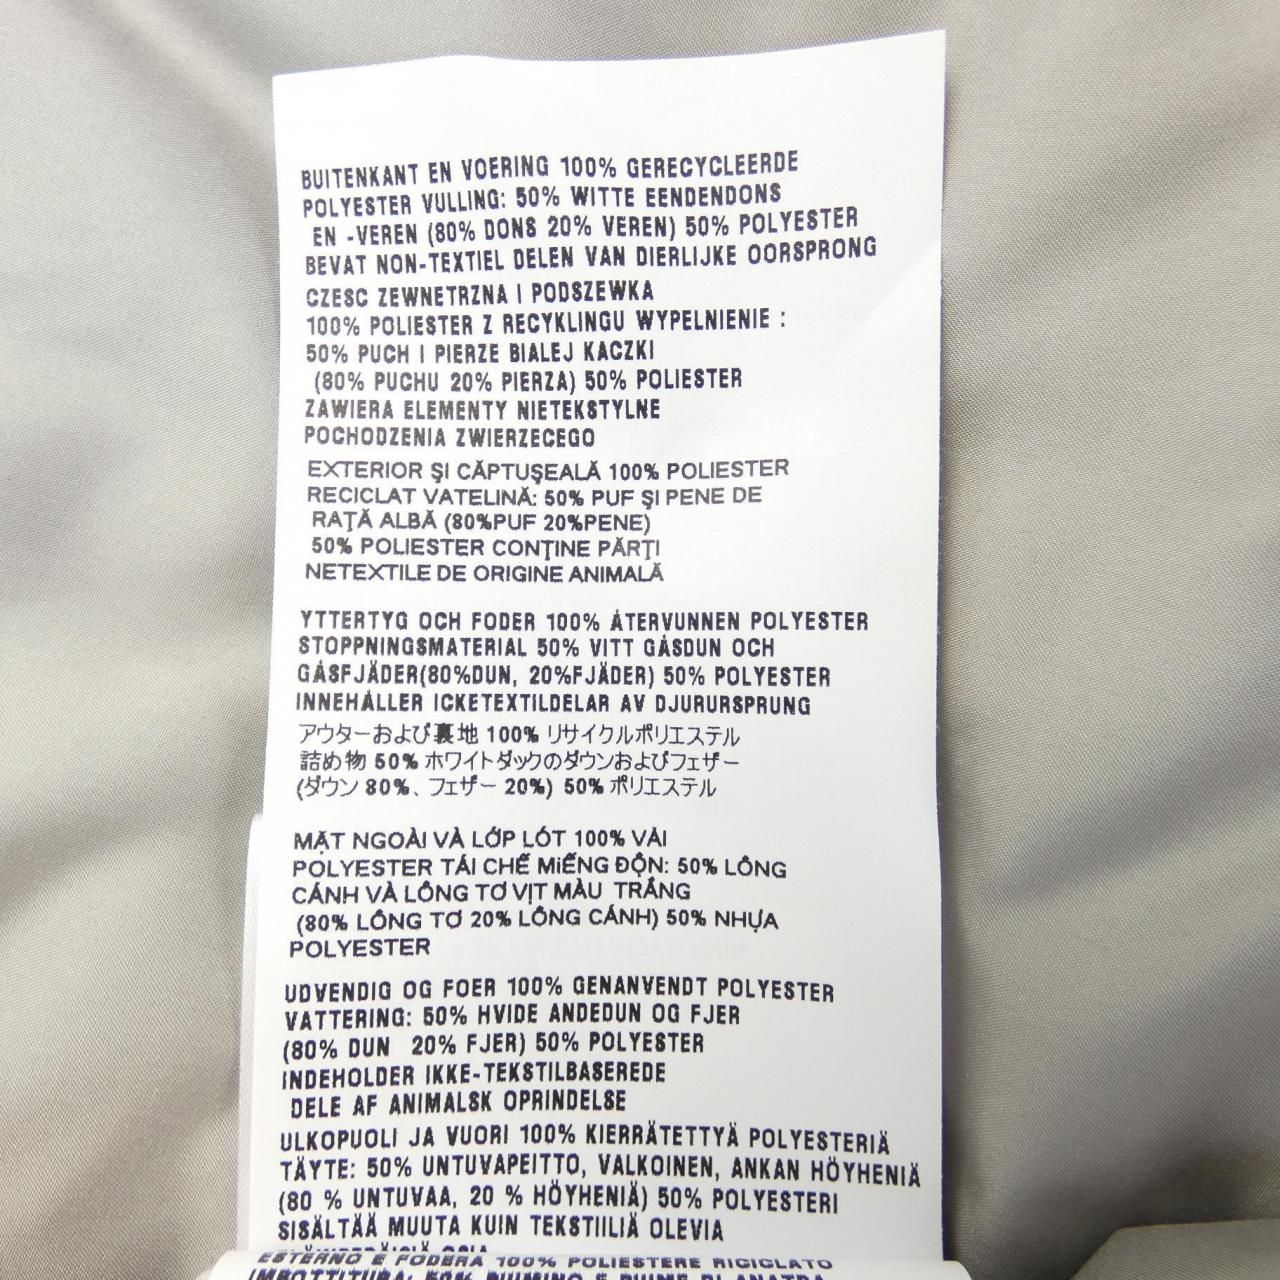 BUITENKANT EN VOERING 100% GERECYCLEERDE
POLYESTER VULLING: 50% WITTE EENDENDONS
EN -VEREN (80% DONS 20% VEREN) 50% POLYESTER
BEVAT NON-TEXTIEL DELEN VAN DIERLIJKE OORSPRONG
CZESC ZEWNETRZNA I PODSZEWKA
100% POLIESTER Z RECYKLINGU WYPELNIENIE :
50% PUCH I PIERZE BIALEJ KACZKI
(80% PUCHU 20% PIERZA) 50% POLIESTER
ZAWIERA ELEMENTY NIETEKSTYLNE
POCHODZENIA ZWIERZECEGO
EXTERIOR ŞI CĂPTUŞEALĂ 100% POLIESTER
RECICLAT VATELINĂ: 50% PUF ŞI PENE DE
RAŢĂ ALBĂ (80%PUF 20%PENE)
50% POLIESTER CONŢINE PĂRŢI
NETEXTILE DE ORIGINE ANIMALĂ
YTTERTYG OCH FODER 100% ÅTERVUNNEN POLYESTER
STOPPNINGSMATERIAL 50% VITT GÅSDUN OCH
GÅSFJÄDER(80%DUN, 20%FJÄDER) 50% POLYESTER
INNEHÅLLER ICKETEXTILDELAR AV DJURURSPRUNG
アウターおよび裏地 100% リサイクルポリエステル
詰め物 50% ホワイトダックのダウンおよびフェザー
(ダウン 80%、フェザー 20%) 50% ポリエステル
MẶT NGOÀI VÀ LỚP LÓT 100% VẢI
POLYESTER TÁI CHẾ MiẾNG ĐỘN: 50% LÔNG
CÁNH VÀ LÔNG TƠ VỊT MÀU TRẮNG
(80% LÔNG TƠ 20% LÔNG CÁNH) 50% NHỰA
POLYESTER
UDVENDIG OG FOER 100% GENANVENDT POLYESTER
VATTERING: 50% HVIDE ANDEDUN OG FJER
(80% DUN 20% FJER) 50% POLYESTER
INDEHOLDER IKKE-TEKSTILBASEREDE
DELE AF ANIMALSK OPRINDELSE
ULKOPUOLI JA VUORI 100% KIERRÄTETTYÄ POLYESTERIÄ
TÄYTE: 50% UNTUVAPEITTO, VALKOINEN, ANKAN HÖYHENIÄ
(80 % UNTUVAA, 20 % HÖYHENIÄ) 50% POLYESTERI
SISÄLTÄÄ MUUTA KUIN TEKSTIILIÄ OLEVIA
ESTERNO E FODERA 100% POLIESTERE RICICLATO
IMBOTTITURA: 50% PIUMINO E PIUME DI ANATRA